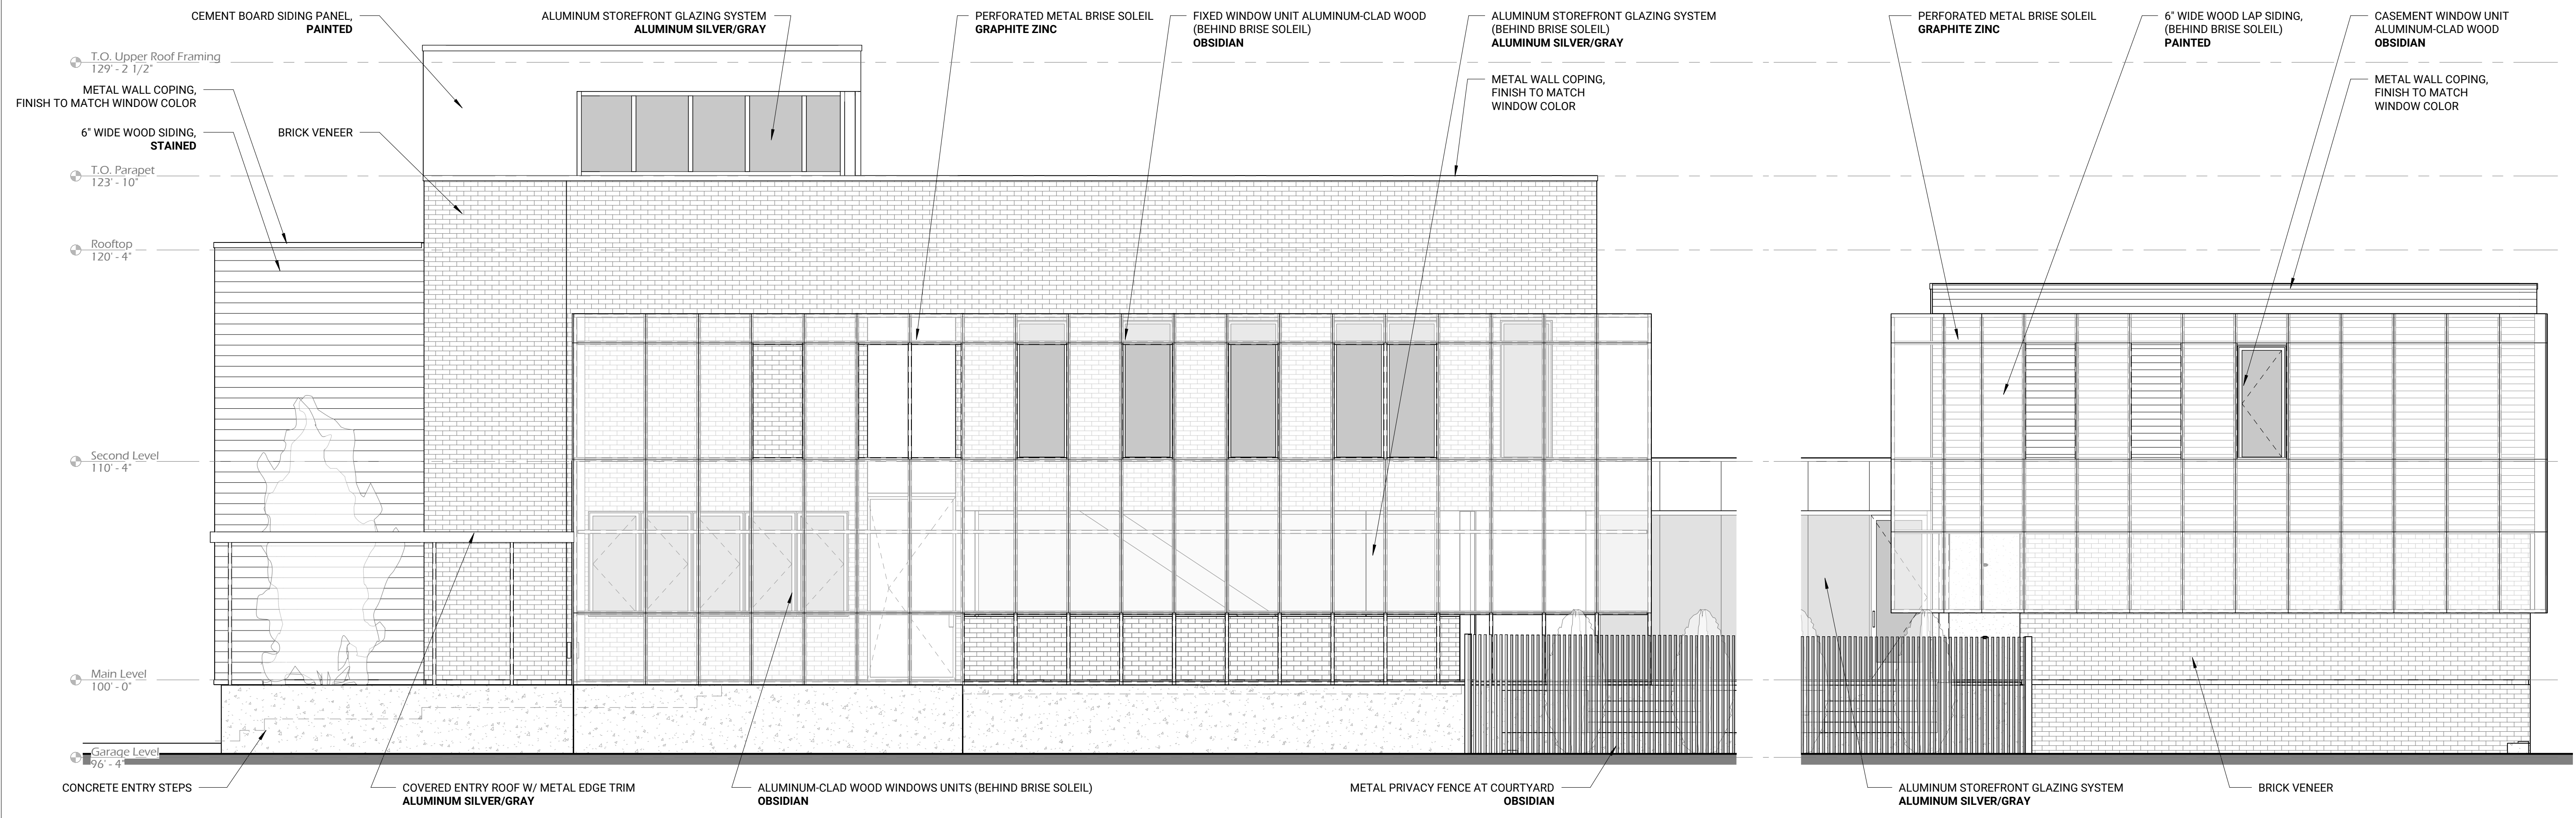 CEMENT BOARD SIDING PANEL,
PAINTED
ALUMINUM STOREFRONT GLAZING SYSTEM
ALUMINUM SILVER/GRAY
PERFORATED METAL BRISE SOLEIL
GRAPHITE ZINC
FIXED WINDOW UNIT ALUMINUM-CLAD WOOD
(BEHIND BRISE SOLEIL)
OBSIDIAN
ALUMINUM STOREFRONT GLAZING SYSTEM
(BEHIND BRISE SOLEIL)
ALUMINUM SILVER/GRAY
PERFORATED METAL BRISE SOLEIL
GRAPHITE ZINC
6" WIDE WOOD LAP SIDING,
(BEHIND BRISE SOLEIL)
PAINTED
CASEMENT WINDOW UNIT
ALUMINUM-CLAD WOOD
OBSIDIAN
T.O. Upper Roof Framing
129' - 2 1/2"
METAL WALL COPING,
FINISH TO MATCH WINDOW COLOR
METAL WALL COPING,
FINISH TO MATCH
WINDOW COLOR
METAL WALL COPING,
FINISH TO MATCH
WINDOW COLOR
6" WIDE WOOD SIDING,
STAINED
BRICK VENEER
T.O. Parapet
123' - 10"
Rooftop
120' - 4"
Second Level
110' - 4"
Main Level
100' - 0"
Garage Level
96' - 4"
CONCRETE ENTRY STEPS
COVERED ENTRY ROOF W/ METAL EDGE TRIM
ALUMINUM SILVER/GRAY
ALUMINUM-CLAD WOOD WINDOWS UNITS (BEHIND BRISE SOLEIL)
OBSIDIAN
METAL PRIVACY FENCE AT COURTYARD
OBSIDIAN
ALUMINUM STOREFRONT GLAZING SYSTEM
ALUMINUM SILVER/GRAY
BRICK VENEER